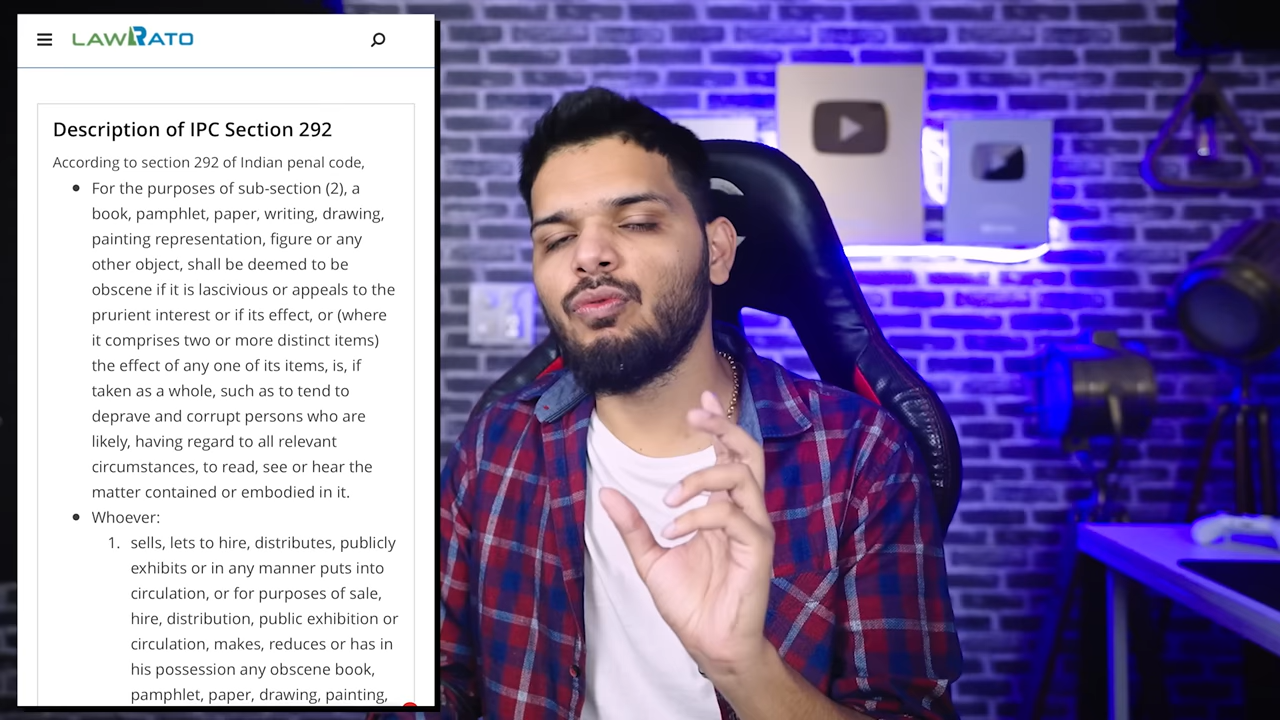 LAWRATO
Description of IPC Section 292
According to section 292 of Indian penal code,
For the purposes of sub-section (2), a
book, pamphlet, paper, writing, drawing,
painting representation, figure or any
other object, shall be deemed to be
obscene if it is lascivious or appeals to the
prurient interest or if its effect, or (where
it comprises two or more distinct items)
the effect of any one of its items, is, if
taken as a whole, such as to tend to
deprave and corrupt persons who are
likely, having regard to all relevant
circumstances, to read, see or hear the
matter contained or embodied in it.
Whoever:
1. sells, lets to hire, distributes, publicly
exhibits or in any manner puts into
circulation, or for purposes of sale,
hire, distribution, public exhibition or
circulation, makes, reduces or has in
his possession any obscene book,
pamphlet, paper, drawing, painting,